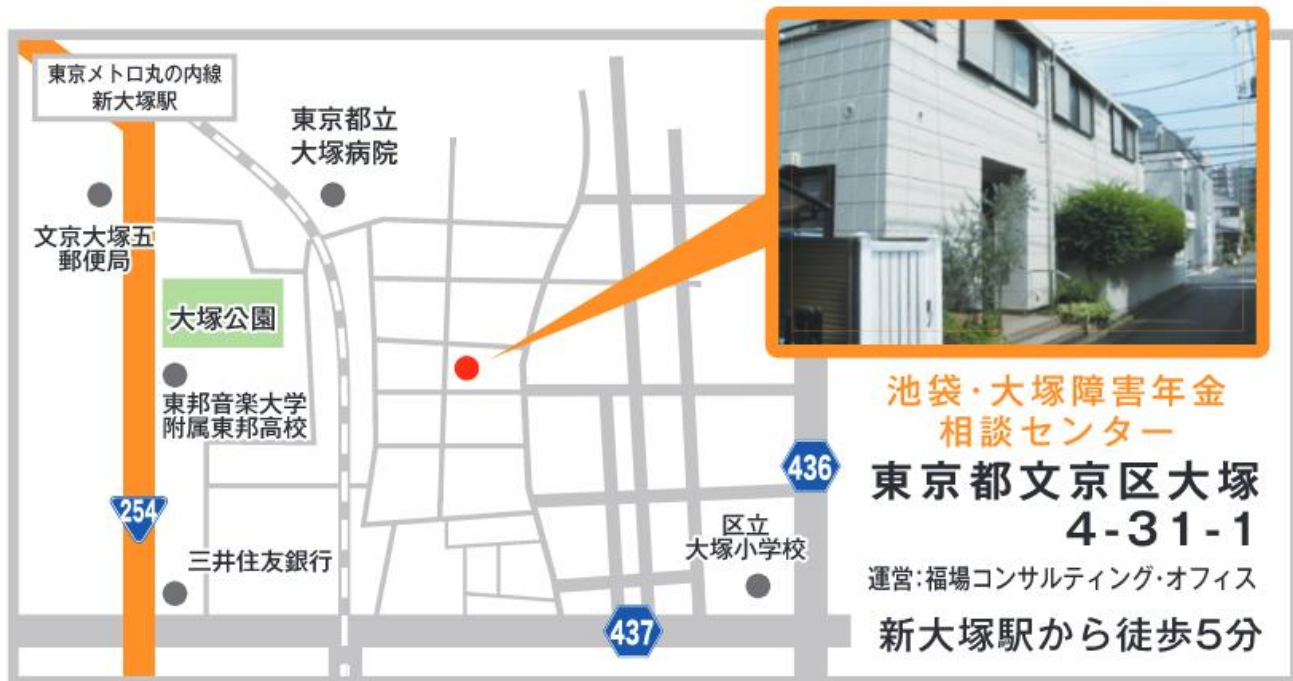 東京メトロ丸の内線
新大塚駅
東京都立
大塚病院
文京大塚五
郵便局
大塚公園
東邦音楽大学
附属東邦高校
254
三井住友銀行
区立
大塚小学校
436
437
池袋・大塚障害年金
相談センター
東京都文京区大塚
4-31-1
運営:福場コンサルティング・オフィス
新大塚駅から徒歩5分